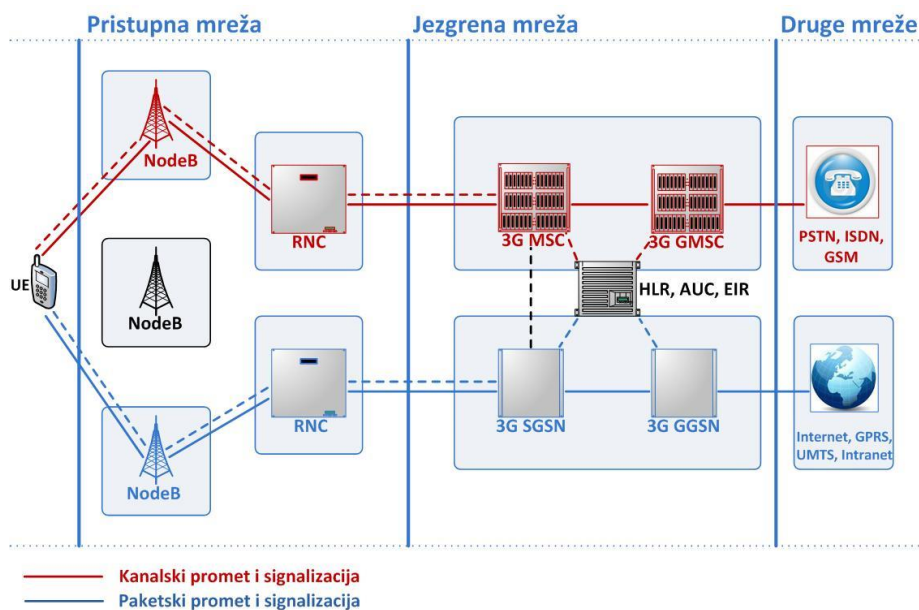 Pristupna mreža
Jezgrena mreža
Druge mreže
NodeB
RNC
3G MSC
3G GMSC
PSTN, ISDN,
GSM
UE
NodeB
HLR, AUC, EIR
NodeB
RNC
3G SGSN
3G GGSN
Internet, GPRS,
UMTS, Intranet
Kanalski promet i signalizacija
Paketski promet i signalizacija